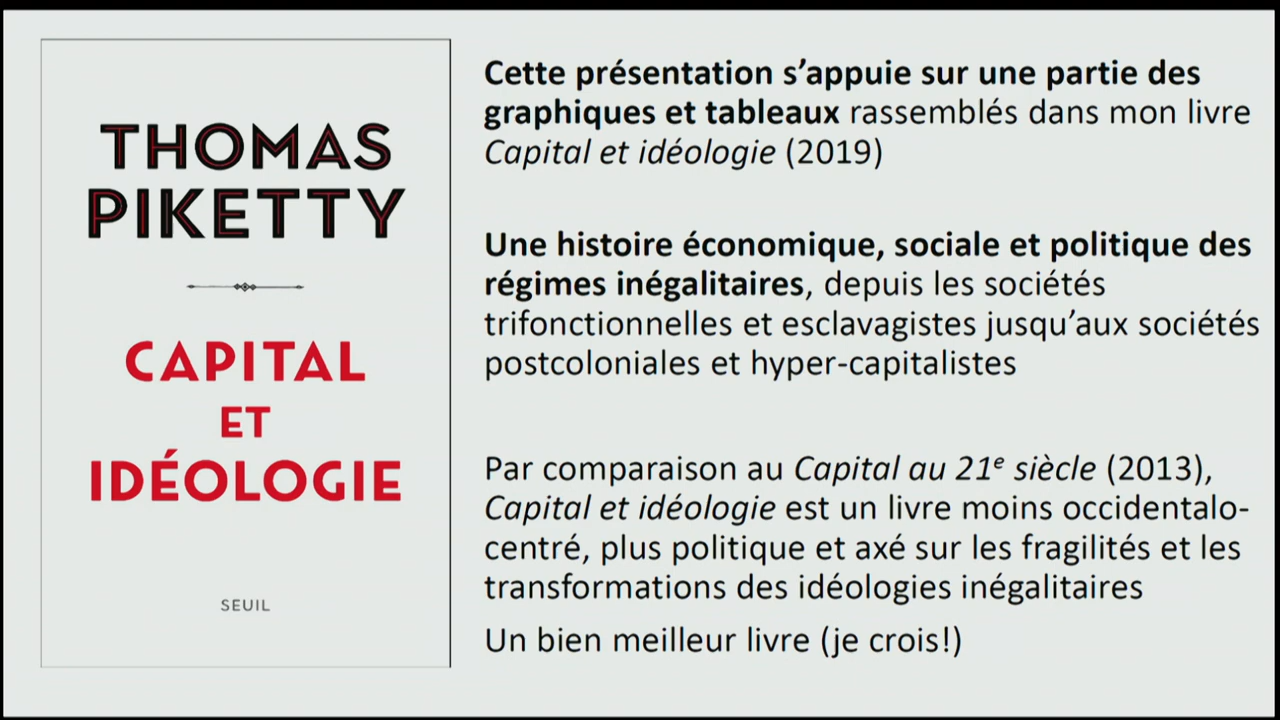 THOMAS
PIKETTY
CAPITAL
ET
IDÉOLOGIE
SEUIL
Cette présentation s’appuie sur une partie des
graphiques et tableaux rassemblés dans mon livre
Capital et idéologie (2019)
Une histoire économique, sociale et politique des
régimes inégalitaires, depuis les sociétés
trifonctionnelles et esclavagistes jusqu’aux sociétés
postcoloniales et hyper-capitalistes
Par comparaison au Capital au 21e siècle (2013),
Capital et idéologie est un livre moins occidentalo-
centré, plus politique et axé sur les fragilités et les
transformations des idéologies inégalitaires
Un bien meilleur livre (je crois!)